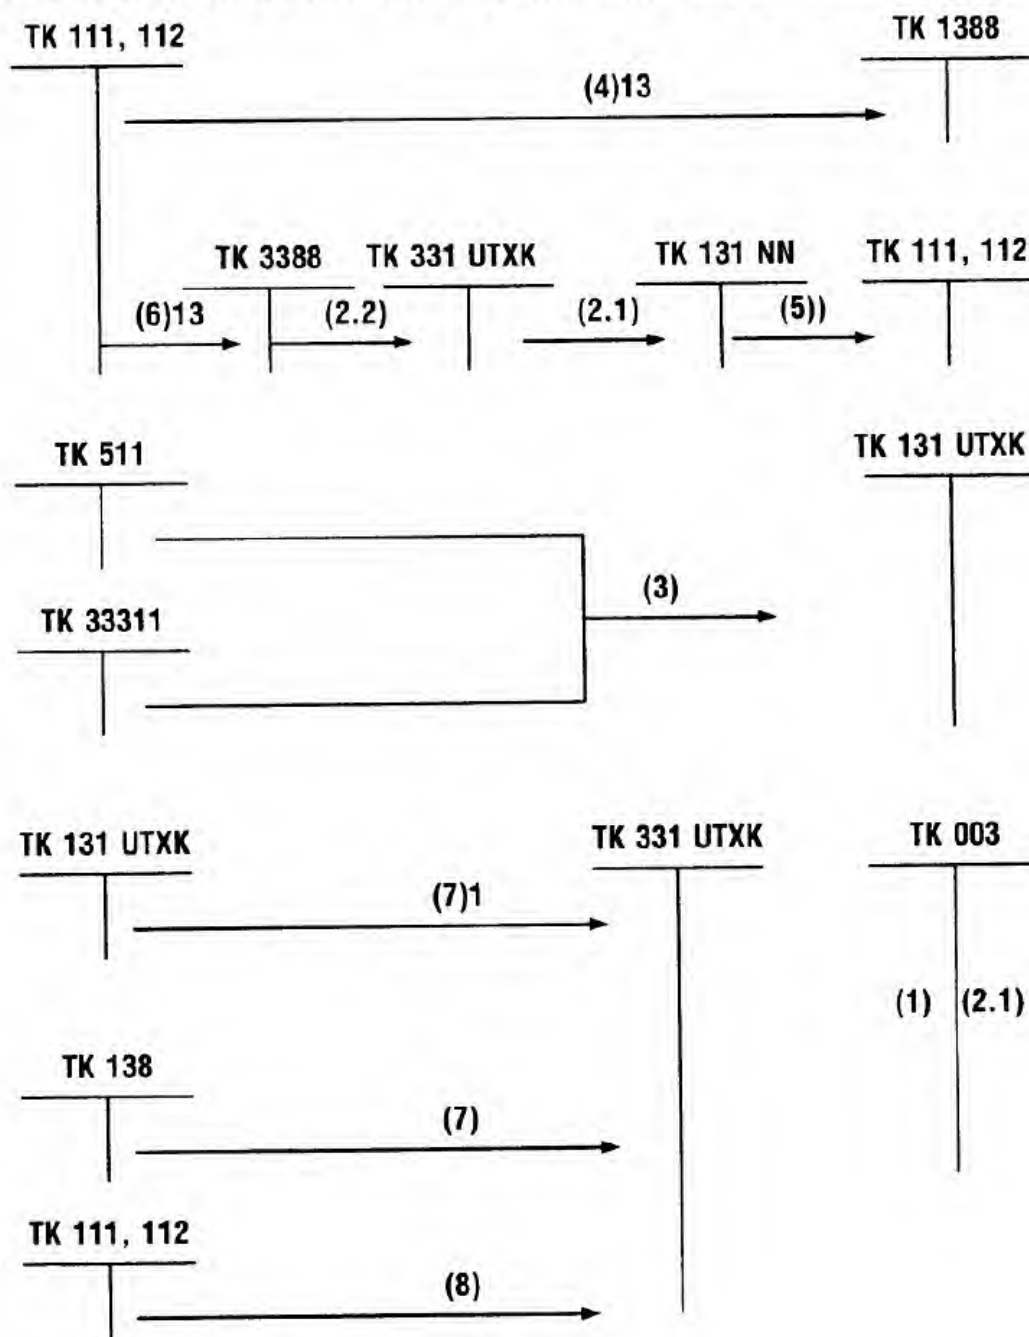 TK 111, 112 TK 1388
(4)13
TK 3388 TK 331 UTXK TK 131 NN TK 111, 112
(6)13 (2.2) (2.1) (5))
TK 511 TK 131 UTXK
(3)
TK 33311
TK 131 UTXK TK 331 UTXK TK 003
(7)1
(1) (2.1)
TK 138
(7)
TK 111, 112
(8)